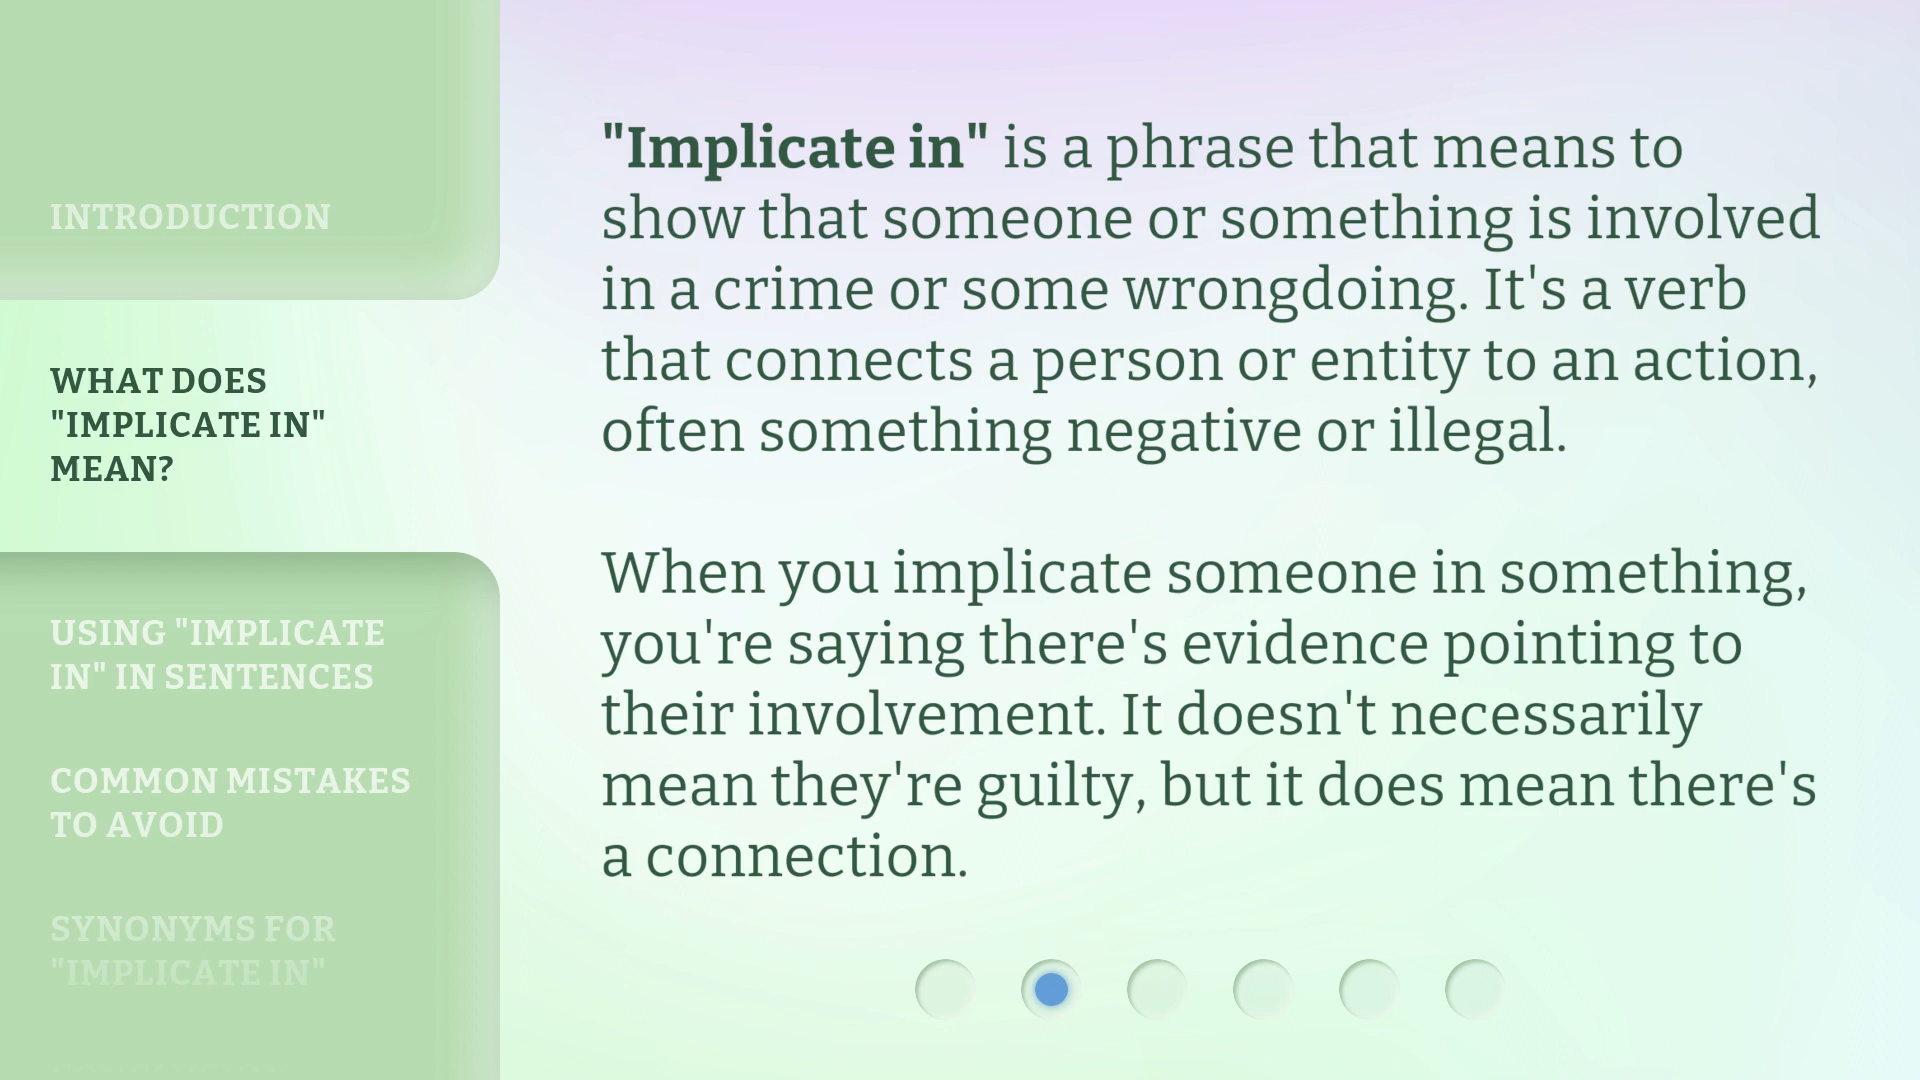 INTRODUCTION
WHAT DOES
"IMPLICATE IN"
MEAN?
USING "IMPLICATE
IN" IN SENTENCES
COMMON MISTAKES
TO AVOID
SYNONYMS FOR
"IMPLICATE IN"
"Implicate in" is a phrase that means to
show that someone or something is involved
in a crime or some wrongdoing. It's a verb
that connects a person or entity to an action,
often something negative or illegal.
When you implicate someone in something,
you're saying there's evidence pointing to
their involvement. It doesn't necessarily
mean they're guilty, but it does mean there's
a connection.